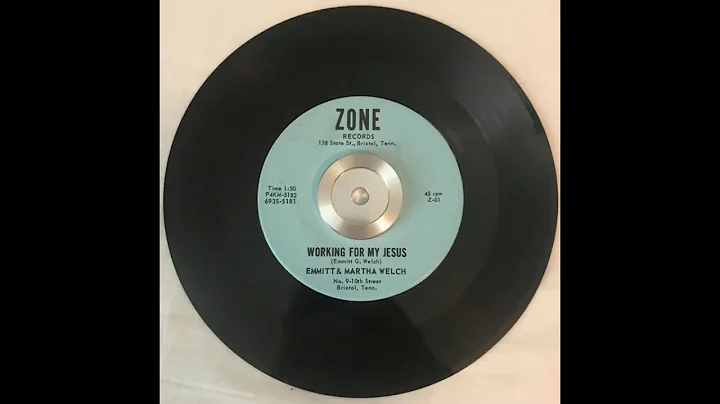 ZONE
RECORDS
138 State St., Bristol, Tenn.
Time 1:50
P4KM-5182
693S-5181
45 rpm
Z-01
WORKING FOR MY JESUS
(Emmitt G. Welch)
EMMITT & MARTHA WELCH
No. 9-10th Street
Bristol, Tenn.